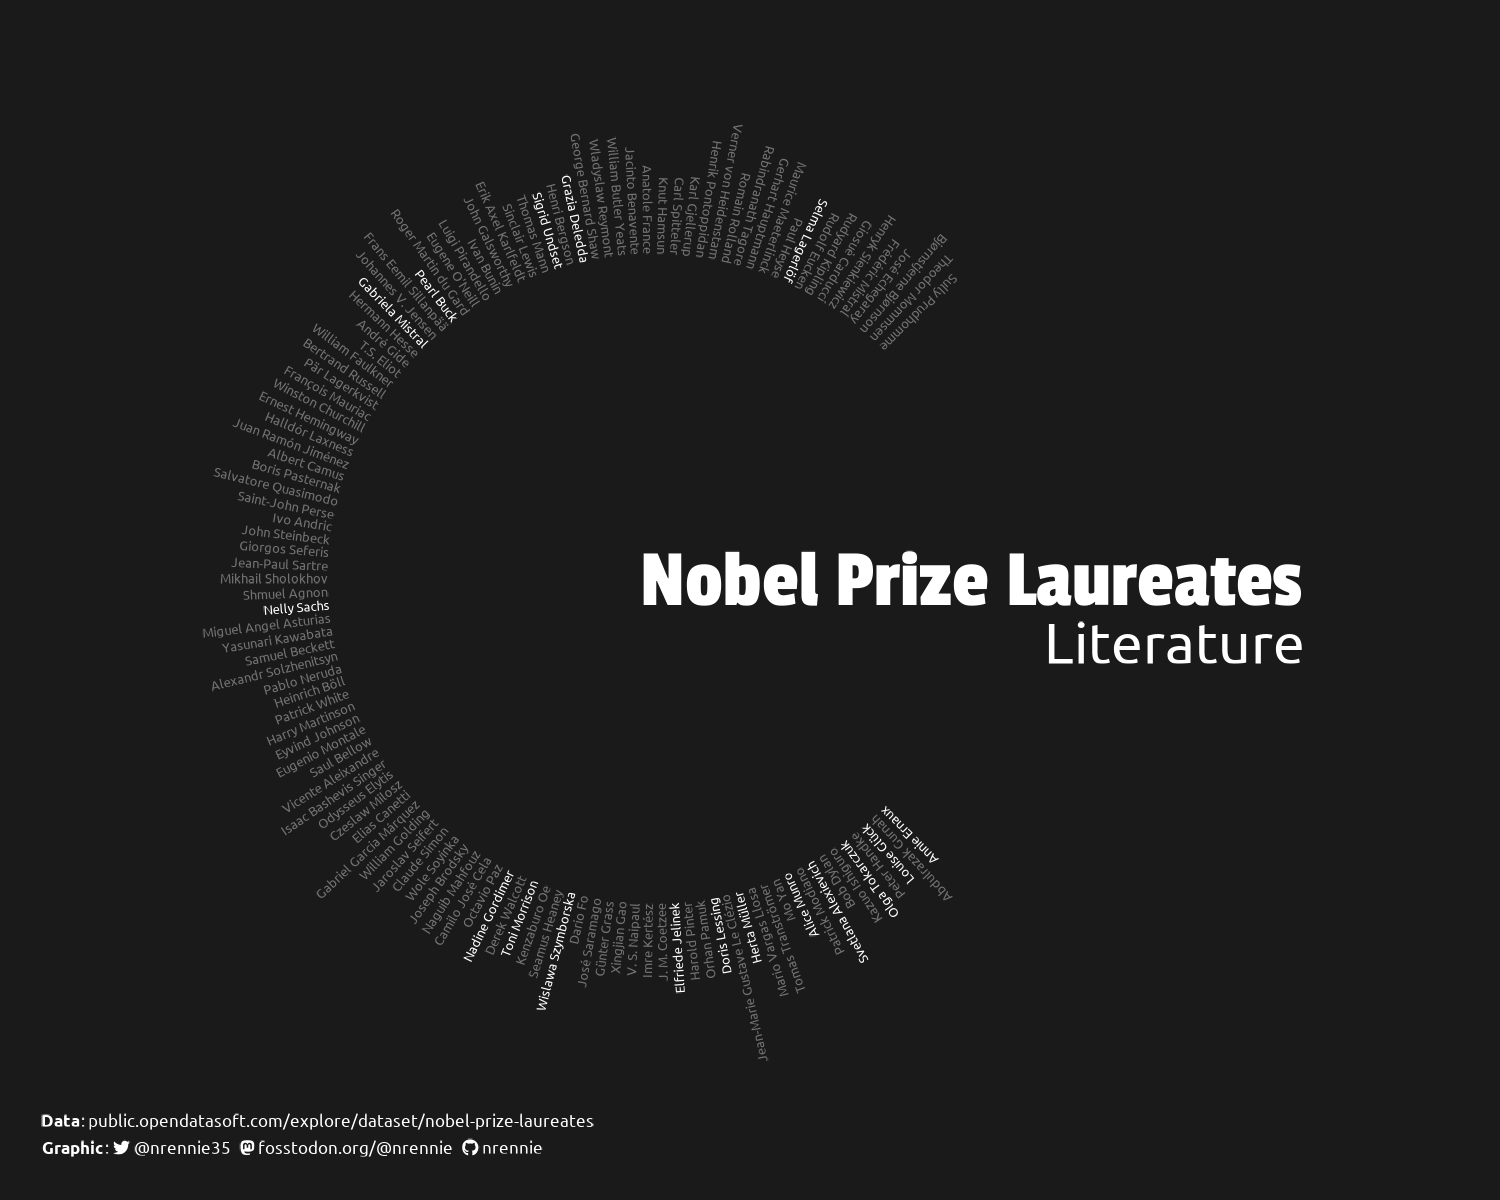 Sully Prudhomme
Theodor Mommsen
Bjørnstjerne Bjørnson
José Echegaray
Frédéric Mistral
Henryk Sienkiewicz
Giosuè Carducci
Rudyard Kipling
Rudolf Eucken
Selma Lagerlöf
Paul Heyse
Maurice Maeterlinck
Gerhart Hauptmann
Rabindranath Tagore
Romain Rolland
Verner von Heidenstam
Henrik Pontoppidan
Karl Gjellerup
Carl Spitteler
Knut Hamsun
Anatole France
Jacinto Benavente
William Butler Yeats
Wladyslaw Reymont
George Bernard Shaw
Grazia Deledda
Henri Bergson
Sigrid Undset
Thomas Mann
Sinclair Lewis
Erik Axel Karlfeldt
John Galsworthy
Ivan Bunin
Luigi Pirandello
Eugene O'Neill
Roger Martin du Gard
Pearl Buck
Frans Eemil Sillanpää
Johannes V. Jensen
Gabriela Mistral
Hermann Hesse
André Gide
T.S. Eliot
William Faulkner
Bertrand Russell
Pär Lagerkvist
François Mauriac
Winston Churchill
Ernest Hemingway
Halldór Laxness
Juan Ramón Jiménez
Albert Camus
Boris Pasternak
Salvatore Quasimodo
Saint-John Perse
Ivo Andric
John Steinbeck
Giorgos Seferis
Jean-Paul Sartre
Mikhail Sholokhov
Shmuel Agnon
Nelly Sachs
Miguel Angel Asturias
Yasunari Kawabata
Samuel Beckett
Alexandr Solzhenitsyn
Pablo Neruda
Heinrich Böll
Patrick White
Harry Martinson
Eyvind Johnson
Eugenio Montale
Saul Bellow
Vicente Aleixandre
Isaac Bashevis Singer
Odysseus Elytis
Czeslaw Milosz
Elias Canetti
Gabriel García Márquez
William Golding
Jaroslav Seifert
Claude Simon
Wole Soyinka
Joseph Brodsky
Naguib Mahfouz
Camilo José Cela
Octavio Paz
Nadine Gordimer
Derek Walcott
Toni Morrison
Kenzaburo Oe
Seamus Heaney
Wislawa Szymborska
Dario Fo
José Saramago
Günter Grass
Xingjian Gao
V. S. Naipaul
Imre Kertész
J. M. Coetzee
Elfriede Jelinek
Harold Pinter
Orhan Pamuk
Doris Lessing
Jean-Marie Gustave Le Clézio
Herta Müller
Mario Vargas Llosa
Tomas Tranströmer
Mo Yan
Alice Munro
Patrick Modiano
Svetlana Alexievich
Bob Dylan
Kazuo Ishiguro
Olga Tokarczuk
Peter Handke
Louise Glück
Abdulrazak Gurnah
Annie Ernaux
Nobel Prize Laureates
Literature
Data: public.opendatasoft.com/explore/dataset/nobel-prize-laureates
Graphic: @nrennie35 fosstodon.org/@nrennie nrennie